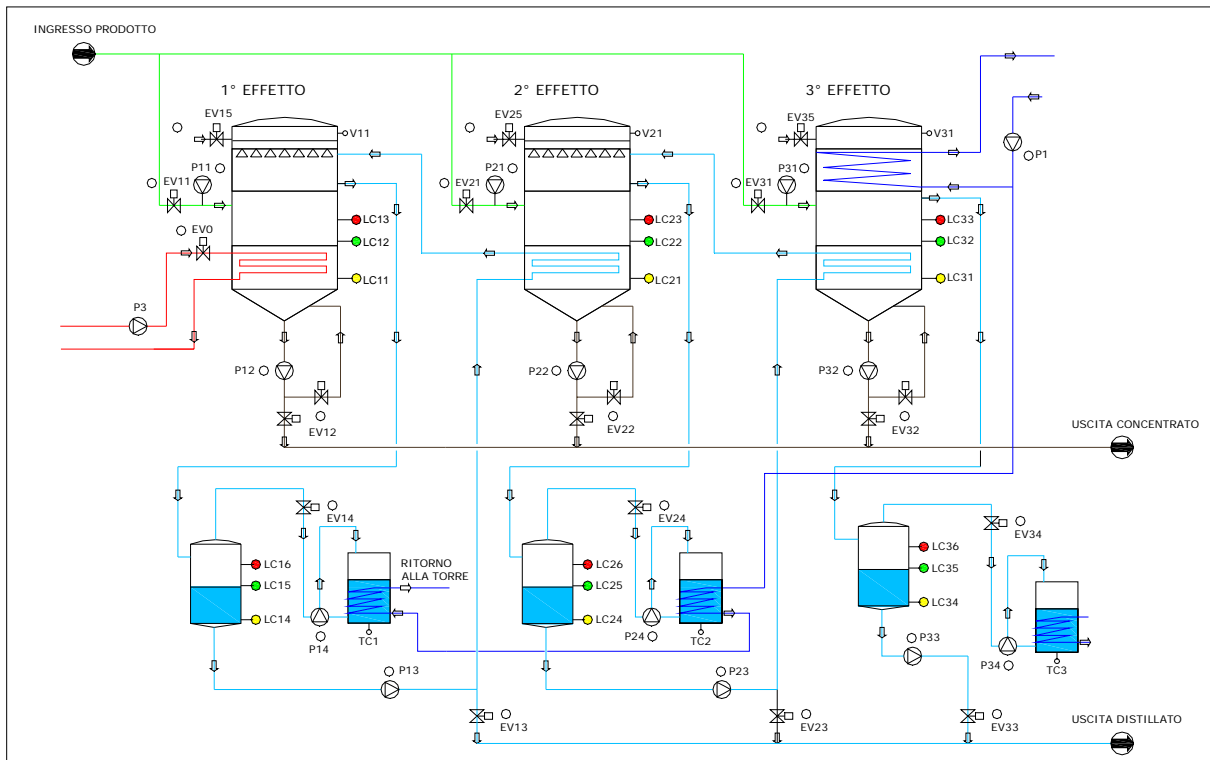 INGRESSO PRODOTTO
1° EFFETTO
2° EFFETTO
3° EFFETTO
EV15
V11
EV25
V21
EV35
V31
P1
P11
EV11
P21
EV21
P31
EV31
LC13
LC23
LC33
EV0
LC12
LC22
LC32
LC11
LC21
LC31
P3
P12
P22
P32
EV12
EV22
EV32
USCITA CONCENTRATO
EV14
EV24
EV34
LC16
LC15
LC14
RITORNO
ALLA TORRE
LC26
LC25
LC24
LC36
LC35
LC34
P14
TC1
P24
TC2
P33
P34
TC3
P13
P23
EV13
EV23
EV33
USCITA DISTILLATO